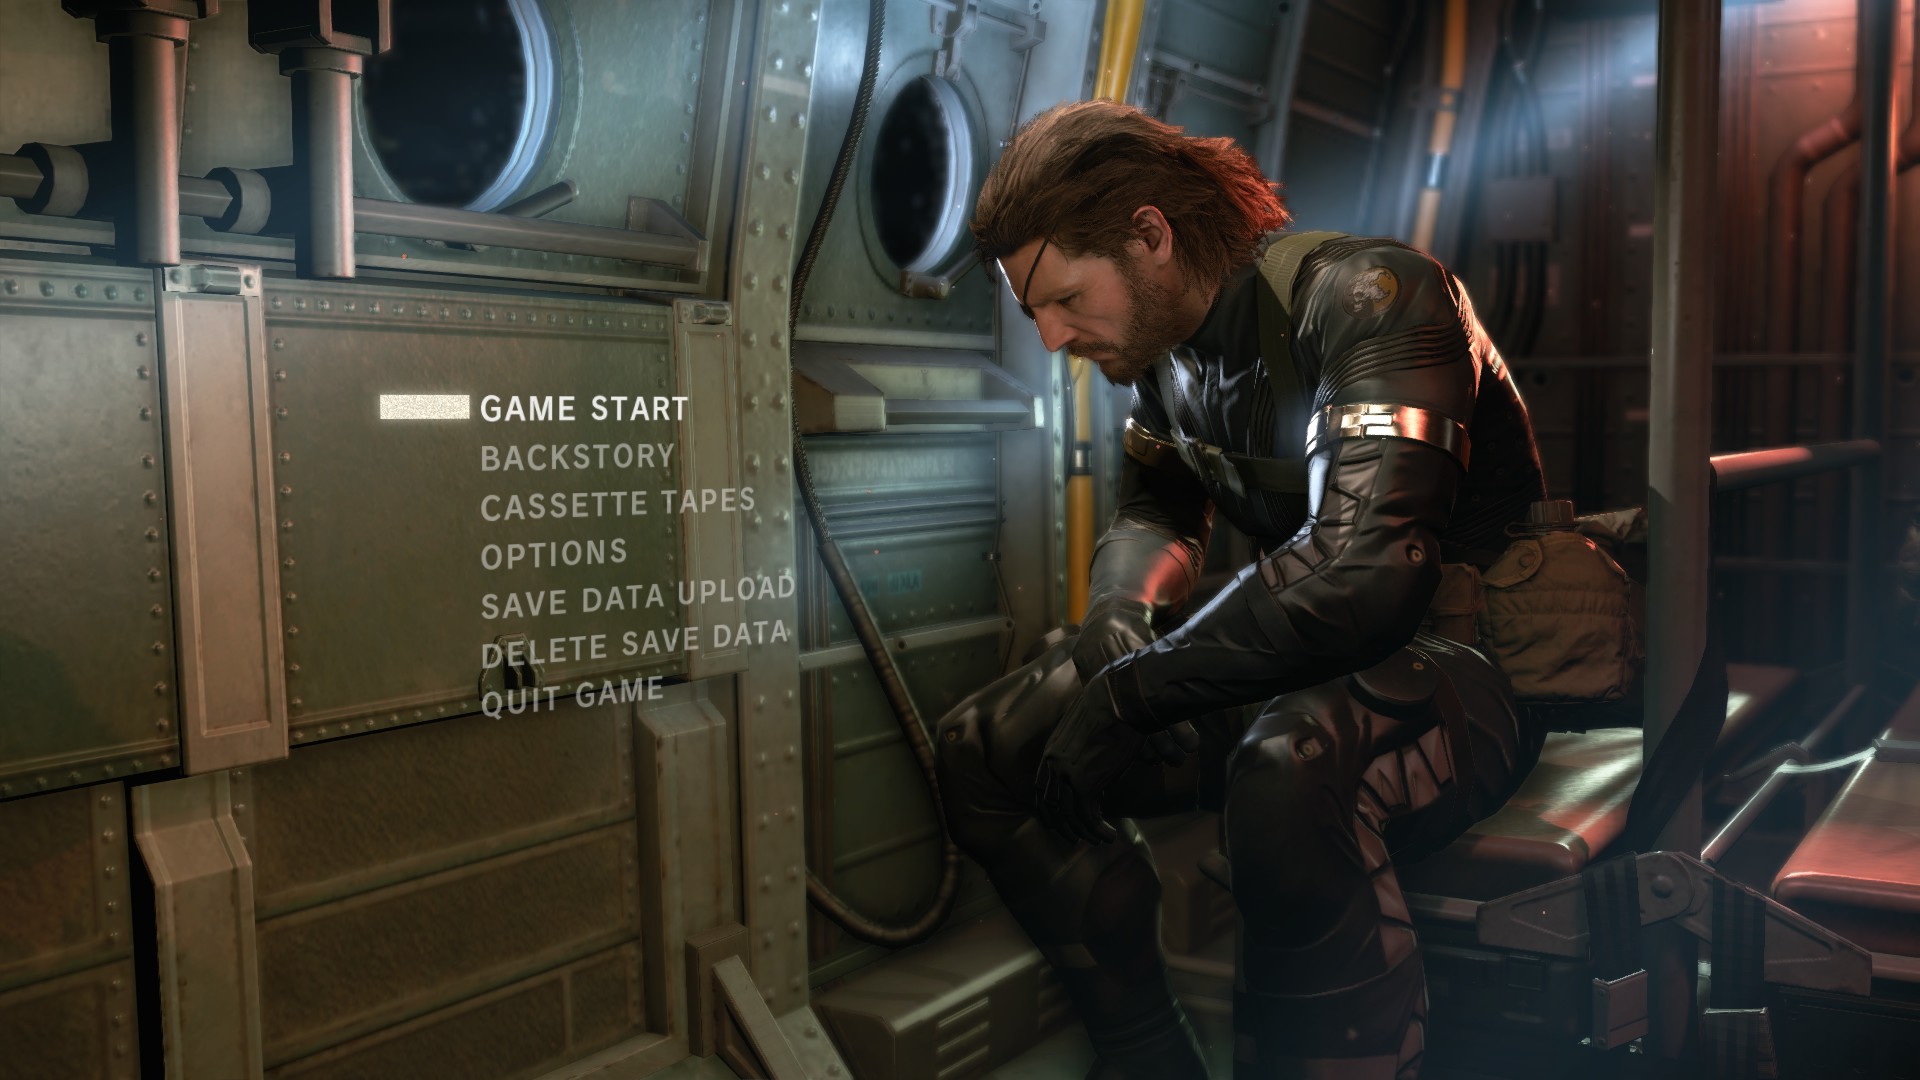 GAME START
BACKSTORY
CASSETTE TAPES
OPTIONS
SAVE DATA UPLOAD
DELETE SAVE DATA
QUIT GAME